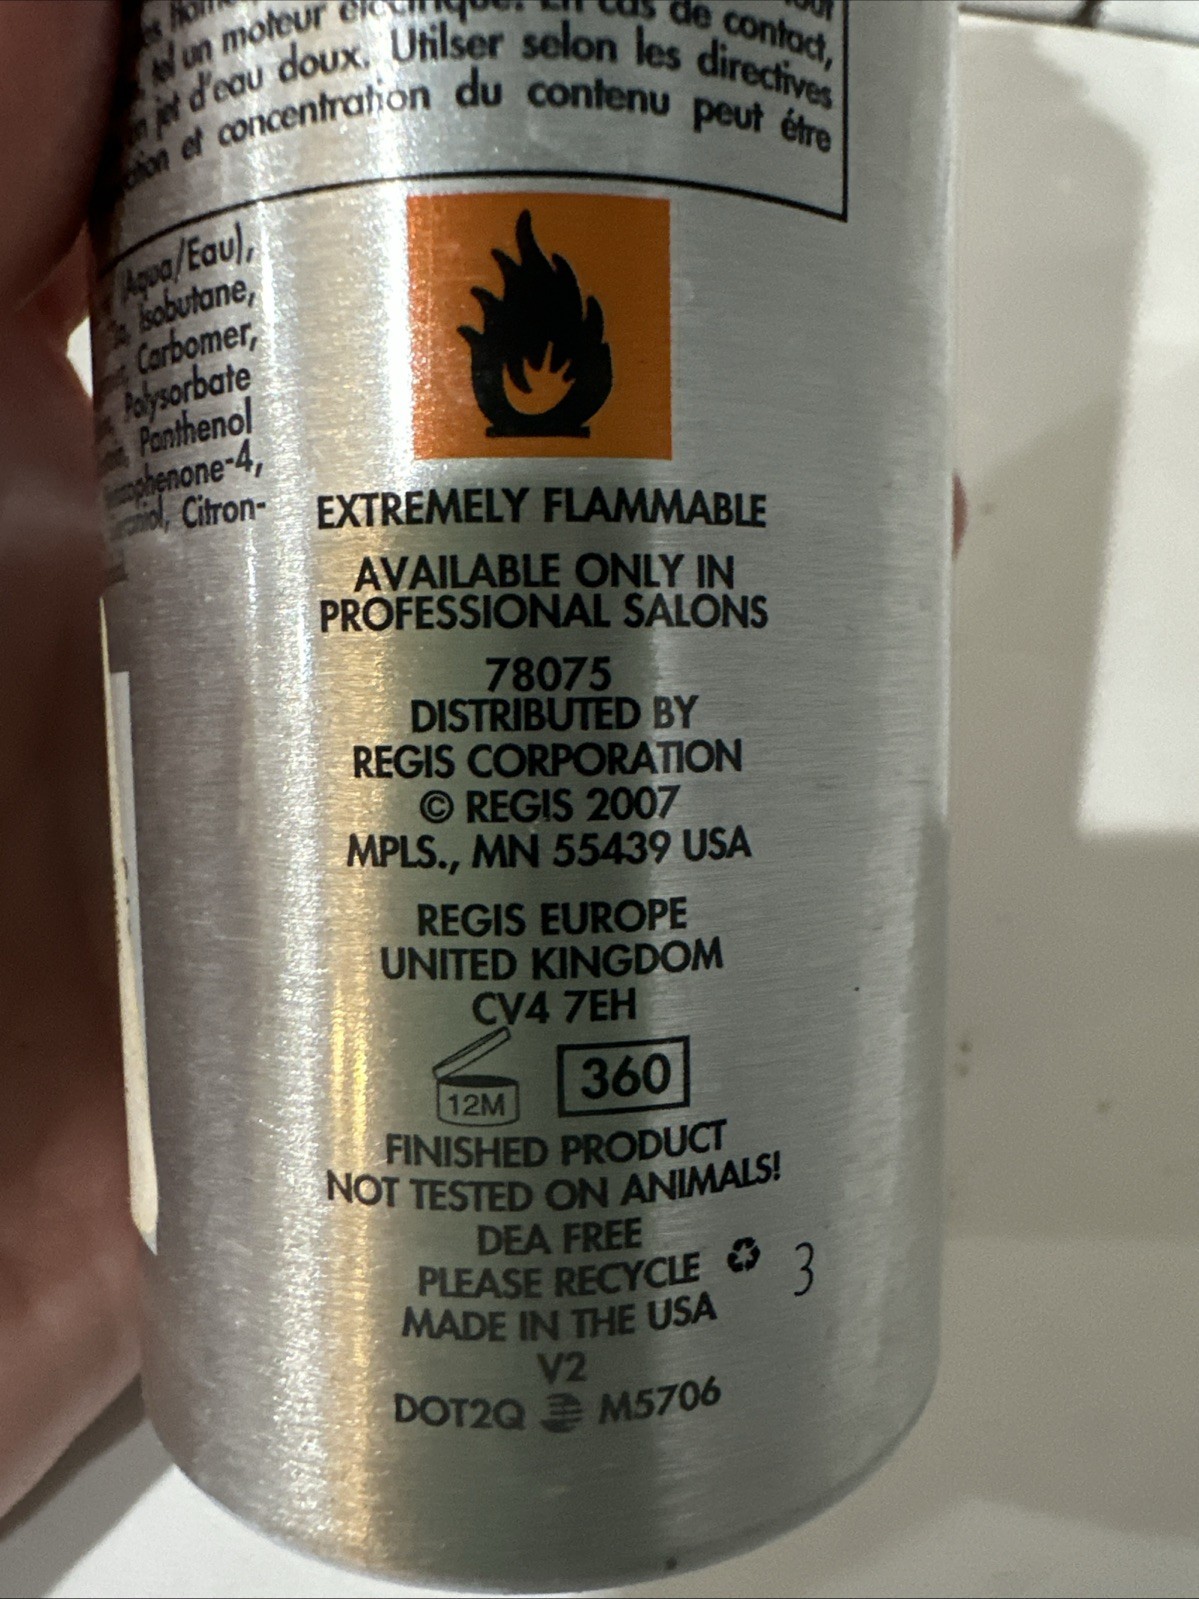 un moteur électrique. En cas de contact,
jet d'eau doux. Utilser selon les directives
et concentration du contenu peut étre
(Aqua/Eau),
Isobutane,
Carbomer,
Polysorbate
Panthenol
Citron-
EXTREMELY FLAMMABLE
AVAILABLE ONLY IN
PROFESSIONAL SALONS
78075
DISTRIBUTED BY
REGIS CORPORATION
© REGIS 2007
MPLS., MN 55439 USA
REGIS EUROPE
UNITED KINGDOM
CV4 7EH
12M 360
FINISHED PRODUCT
NOT TESTED ON ANIMALS!
DEA FREE
PLEASE RECYCLE 3
MADE IN THE USA
V2
DOT2Q M5706